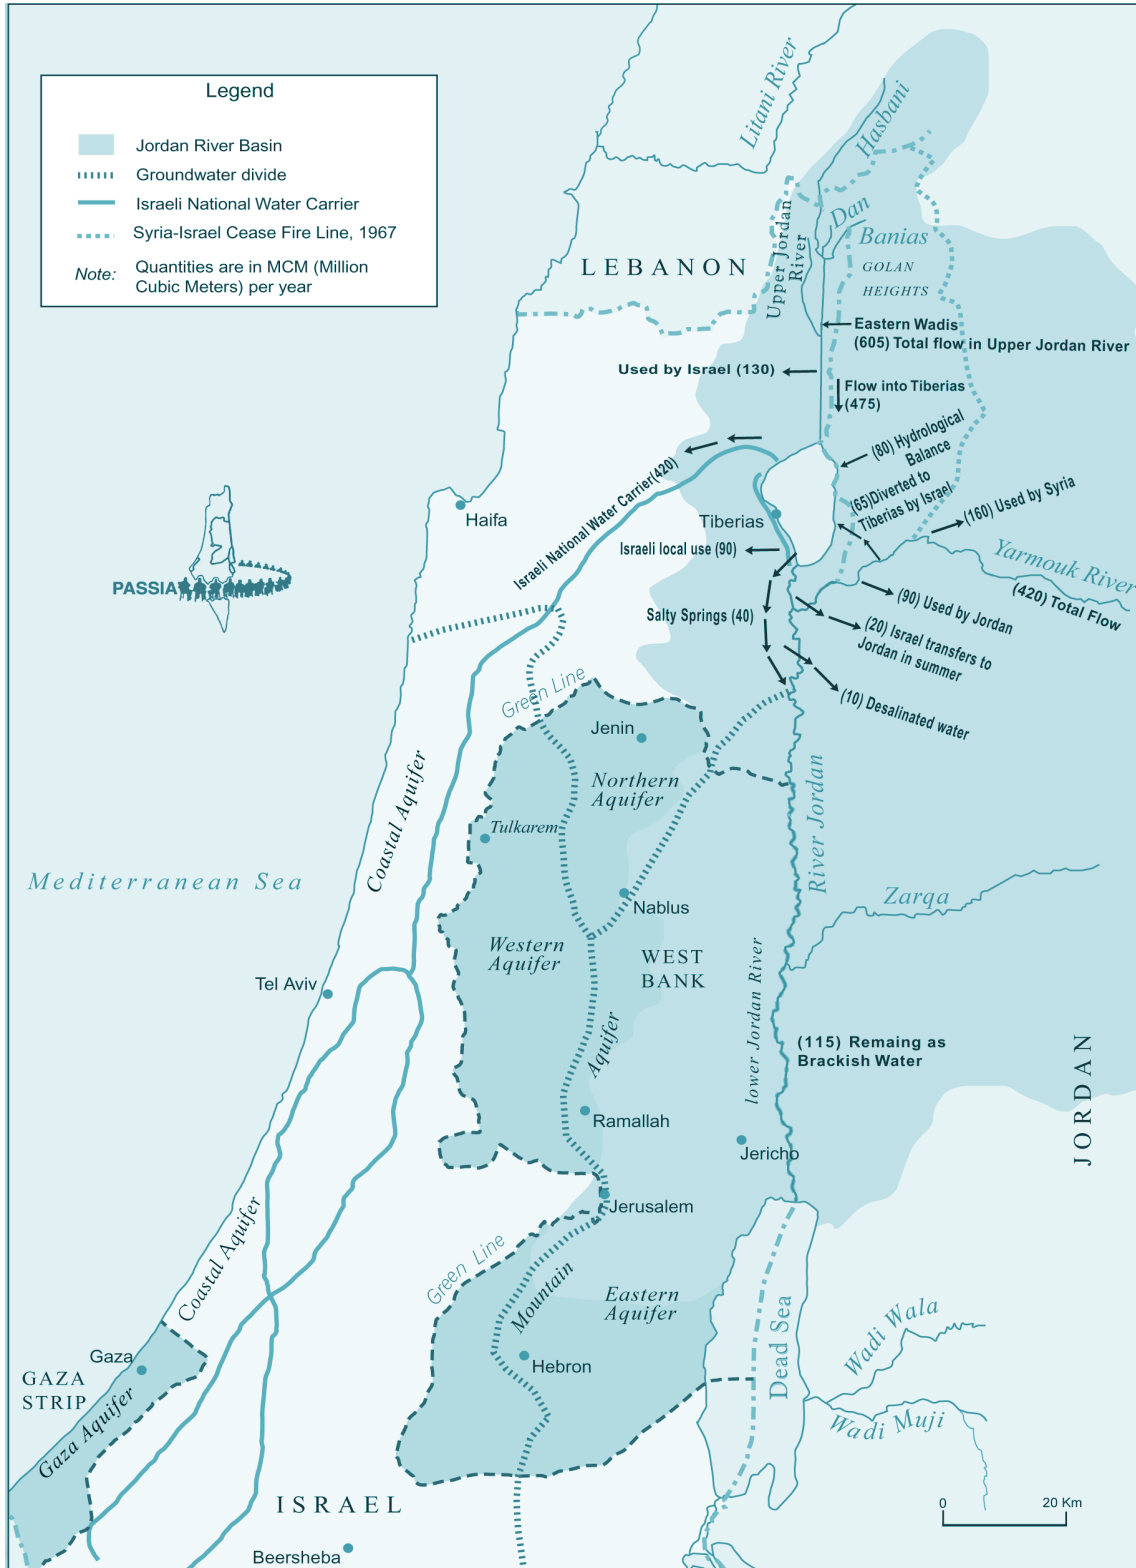 Legend
Jordan River Basin
Groundwater divide
Israeli National Water Carrier
Syria-Israel Cease Fire Line, 1967
Note:
Quantities are in MCM (Million
Cubic Meters) per year
Litani River
Hasbani
Dan
Banias
GOLAN
HEIGHTS
Upper Jordan
River
LEBANON
Eastern Wadis
(605) Total flow in Upper Jordan River
Used by Israel (130)
Flow into Tiberias
(475)
(80) Hydrological
Balance
(65)Diverted to
Tiberias by Israel
(160) Used by Syria
Israeli National Water Carrier(420)
Haifa
Tiberias
Israeli local use (90)
Yarmouk River
(420) Total Flow
PASSIA
(90) Used by Jordan
Salty Springs (40)
(20) Israel transfers to
Jordan in summer
(10) Desalinated water
Green Line
Jenin
Northern
Aquifer
Coastal Aquifer
Tulkarem
River Jordan
Mediterranean Sea
Zarqa
Nablus
Western
Aquifer
WEST
BANK
Tel Aviv
Aquifer
lower Jordan River
(115) Remaing as
Brackish Water
JORDAN
Ramallah
Jericho
Jerusalem
Coastal Aquifer
Green Line
Mountain
Eastern
Aquifer
Dead Sea
Wadi Wala
Gaza
Hebron
GAZA
STRIP
Gaza Aquifer
Wadi Muji
ISRAEL
0
20 Km
Beersheba